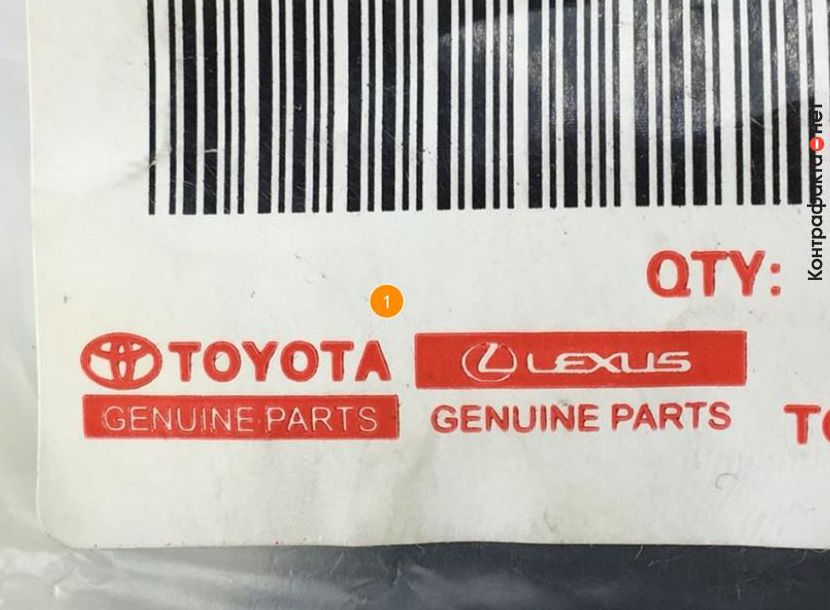 QTY:
1
TOYOTA
LEXUS
GENUINE PARTS
GENUINE PARTS
Контрафакта нет